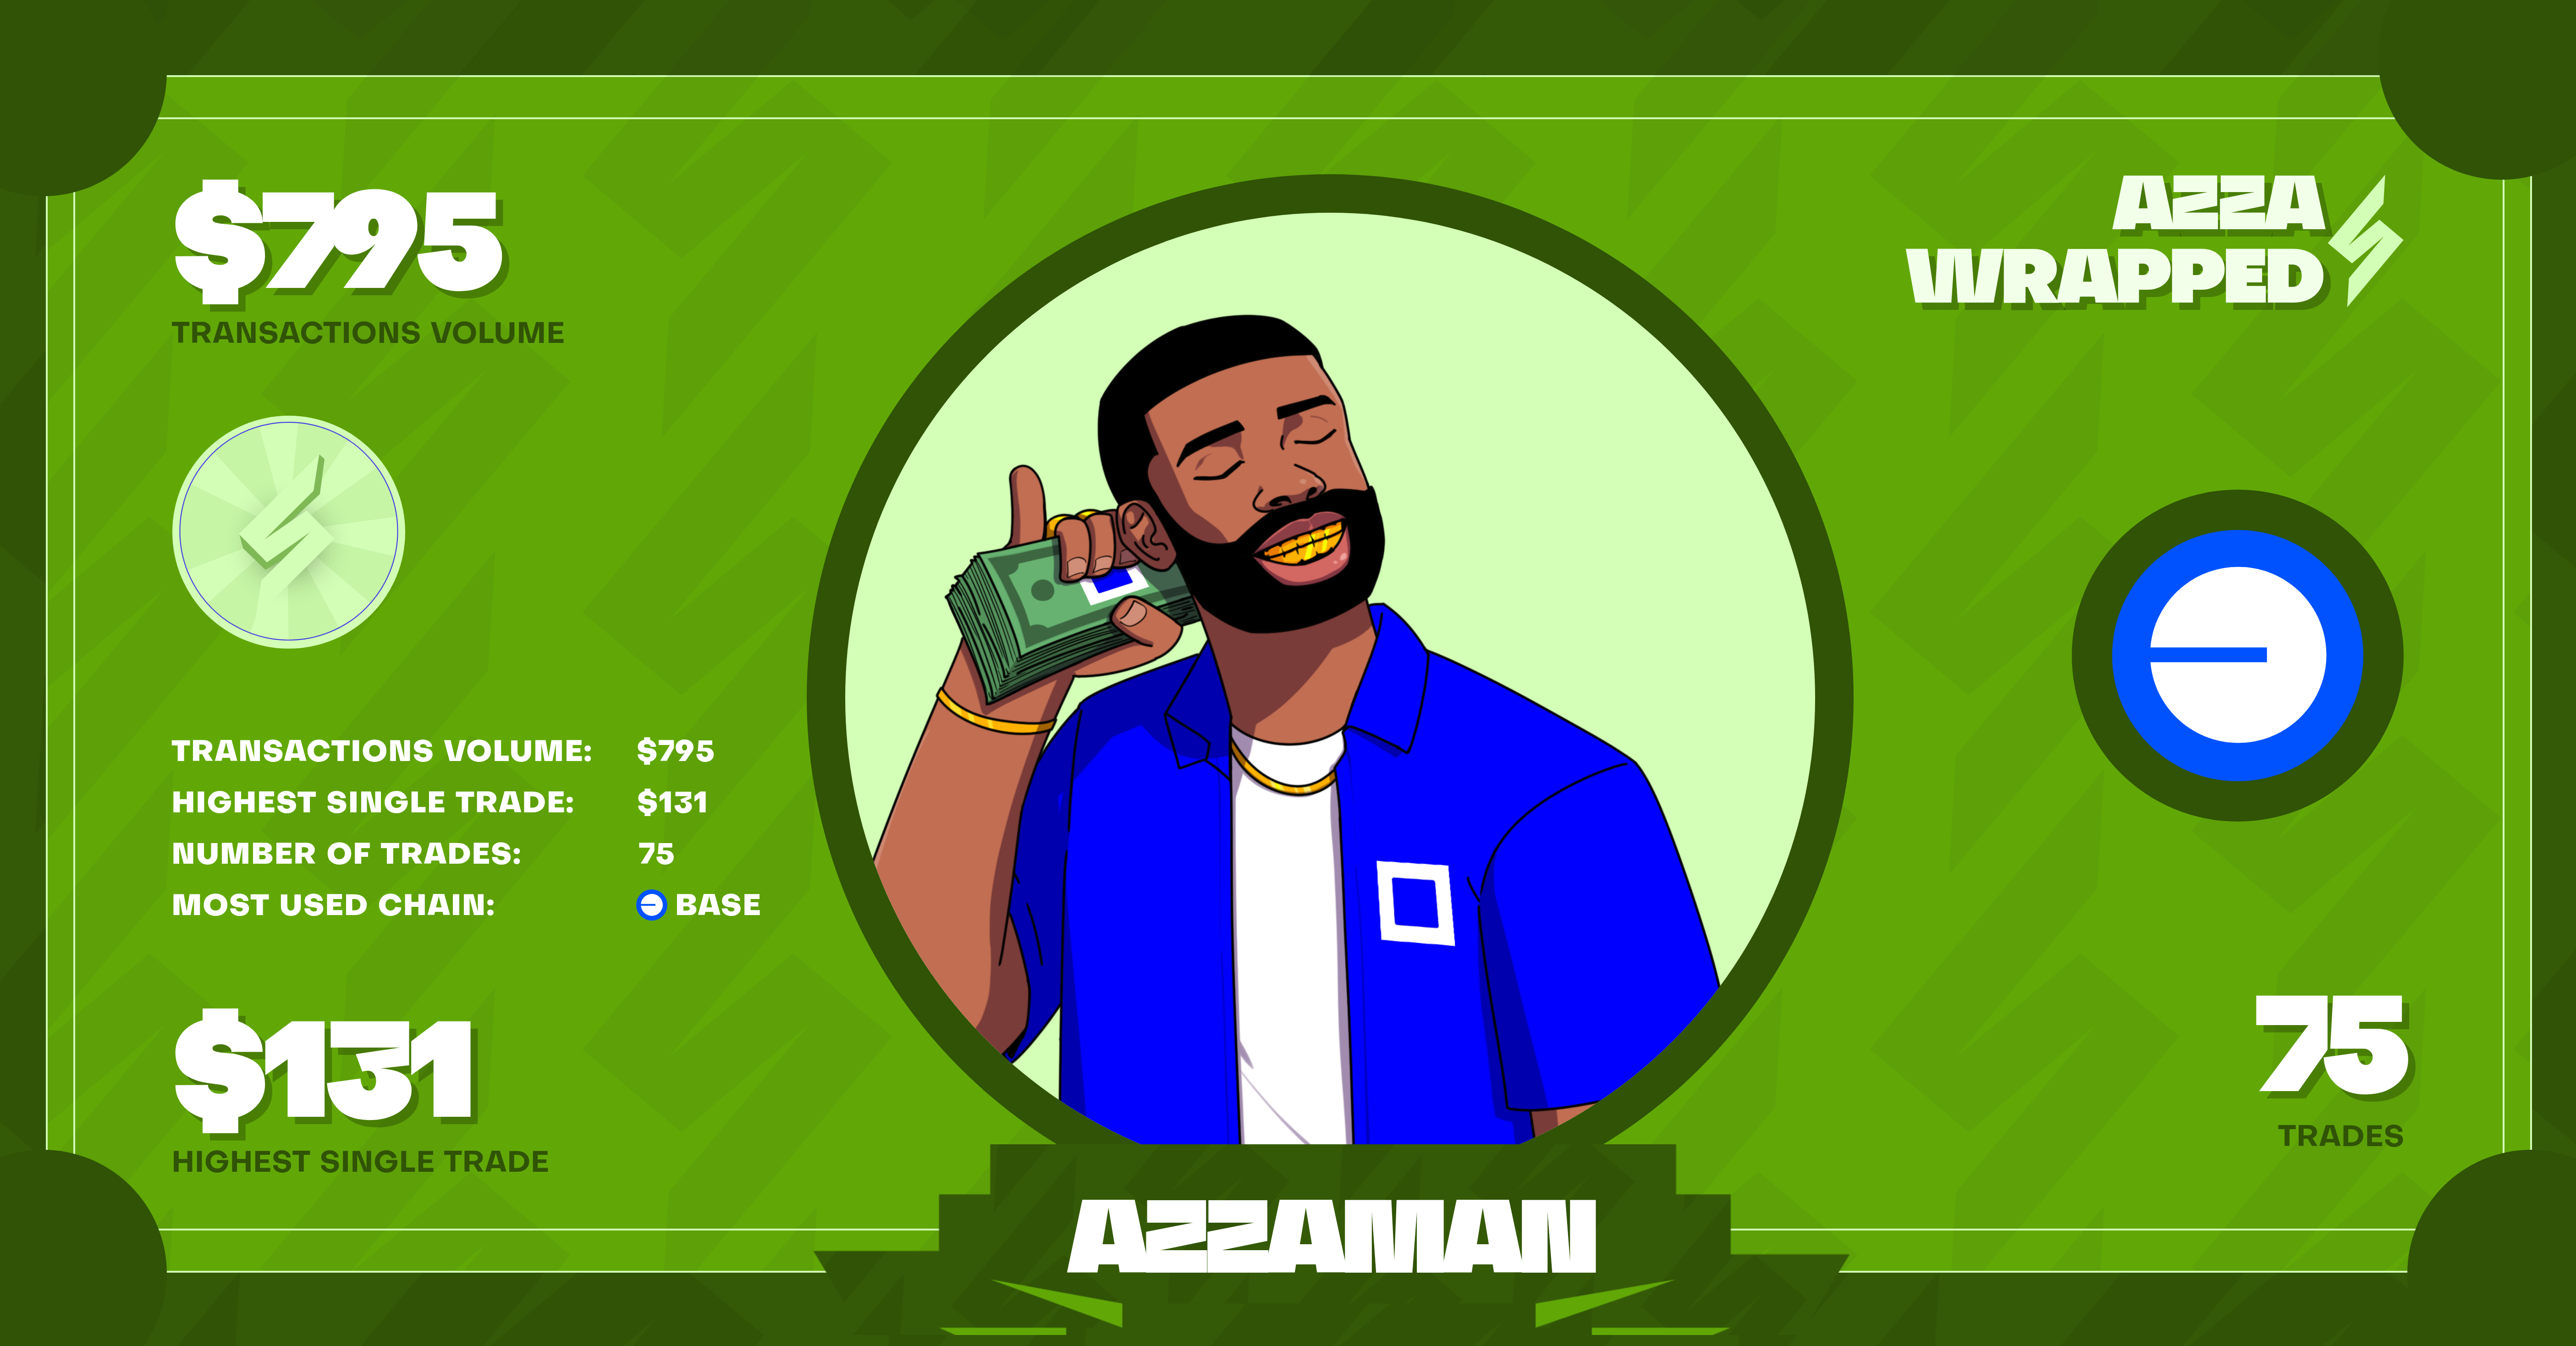 $795
TRANSACTIONS VOLUME
AZZA
WRAPPED
TRANSACTIONS VOLUME: $795
HIGHEST SINGLE TRADE: $131
NUMBER OF TRADES: 75
MOST USED CHAIN: BASE
$131
HIGHEST SINGLE TRADE
75
TRADES
AZZAMAN